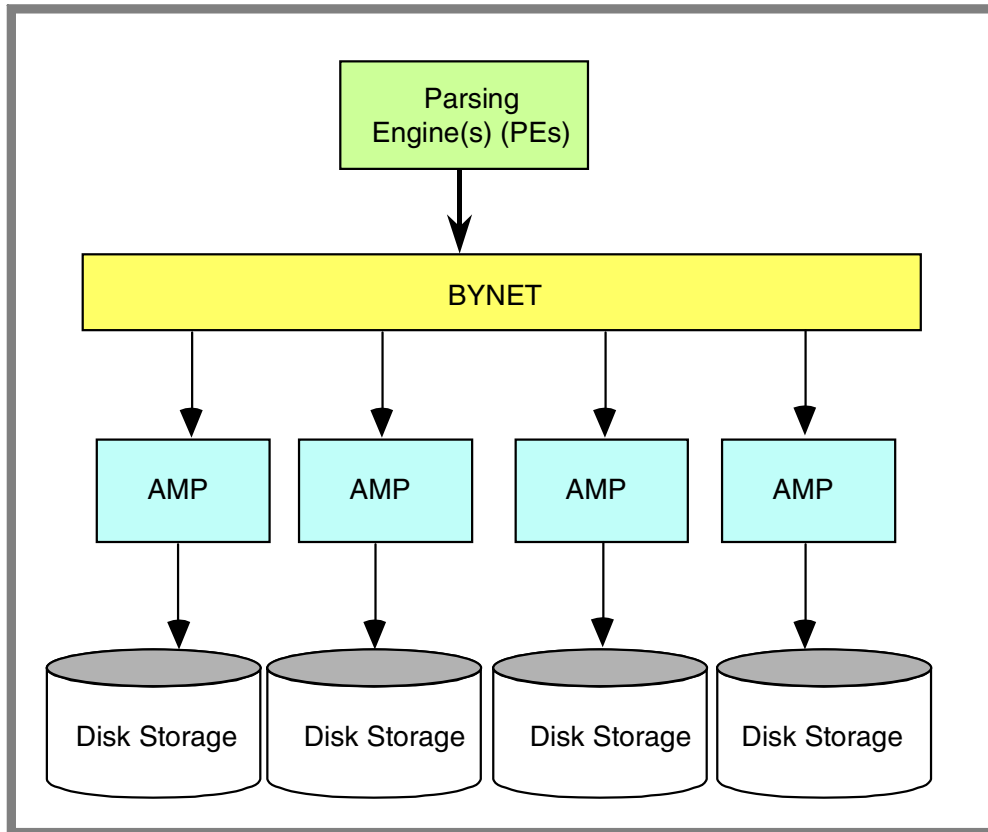 Parsing
Engine(s) (PEs)
BYNET
AMP
AMP
AMP
AMP
Disk Storage
Disk Storage
Disk Storage
Disk Storage